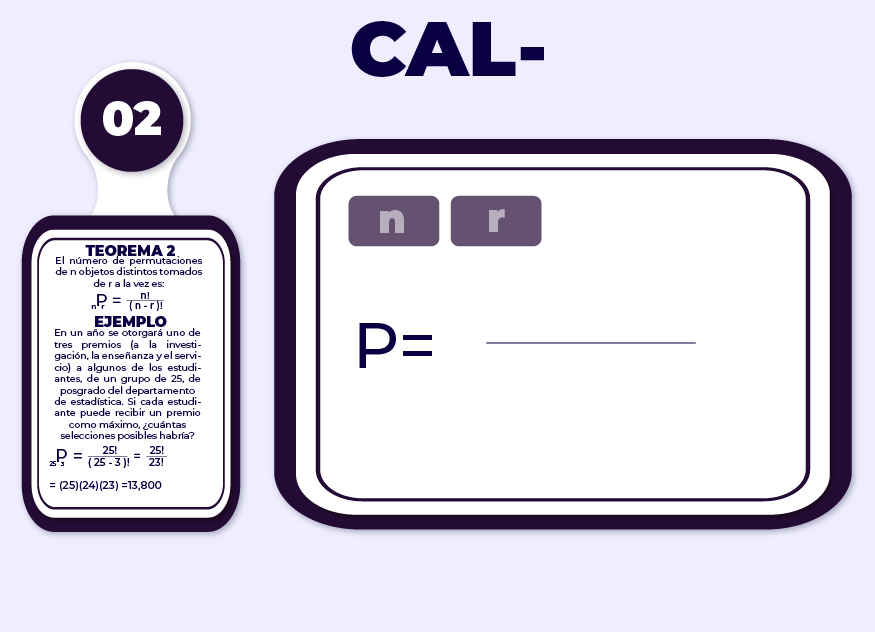 CAL-
02
TEOREMA 2
El número de permutaciones
de n objetos distintos tomados
de r a la vez es:
nPr = n!
( n - r )!
EJEMPLO
En un año se otorgará uno de
tres premios (a la investi-
gación, la enseñanza y el servi-
cio) a algunos de los estudi-
antes, de un grupo de 25, de
posgrado del departamento
de estadística. Si cada estudi-
ante puede recibir un premio
como máximo, ¿cuántas
selecciones posibles habría?
25P3 = 25! = 25!
( 25 - 3 )! 23!
= (25)(24)(23) =13,800
n r
P=